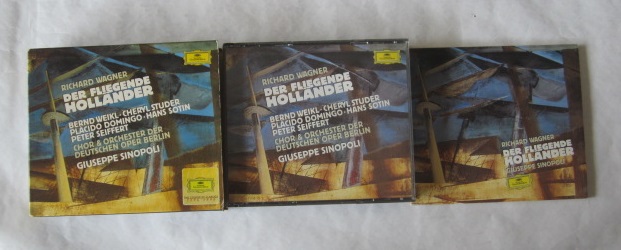 RICHARD WAGNER
DER FLIEGENDE
HOLLÄNDER
BERND WEIKL · CHERYL STUDER
PLACIDO DOMINGO · HANS SOTIN
PETER SEIFFERT
CHOR & ORCHESTER DER
DEUTSCHEN OPER BERLIN
GIUSEPPE SINOPOLI
RICHARD WAGNER
DER FLIEGENDE
HOLLÄNDER
BERND WEIKL · CHERYL STUDER
PLACIDO DOMINGO · HANS SOTIN
PETER SEIFFERT
CHOR & ORCHESTER DER
DEUTSCHEN OPER BERLIN
GIUSEPPE SINOPOLI
RICHARD WAGNER
DER FLIEGENDE
HOLLÄNDER
GIUSEPPE SINOPOLI